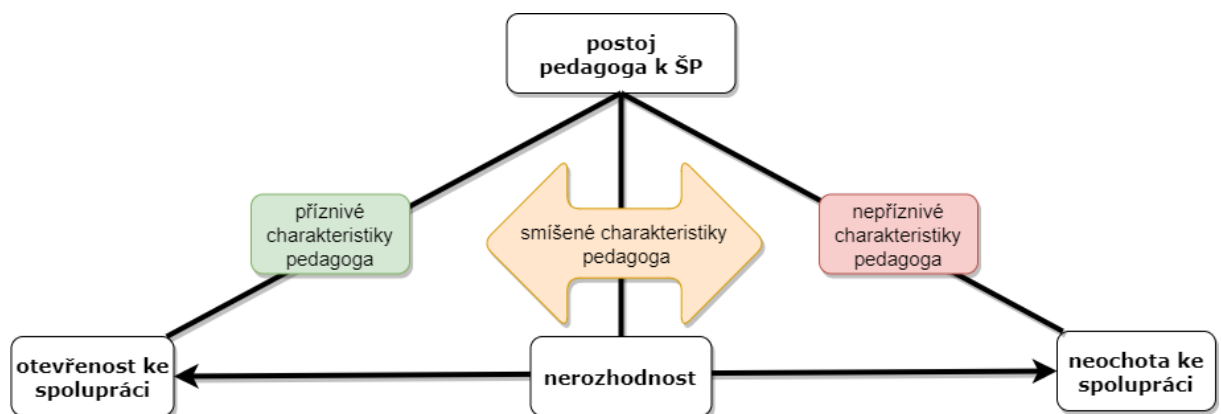 postoj
pedagoga k ŠP
příznivé
charakteristiky
pedagoga
smíšené charakteristiky
pedagoga
nepříznivé
charakteristiky
pedagoga
otevřenost ke
spolupráci
nerozhodnost
neochota ke
spolupráci